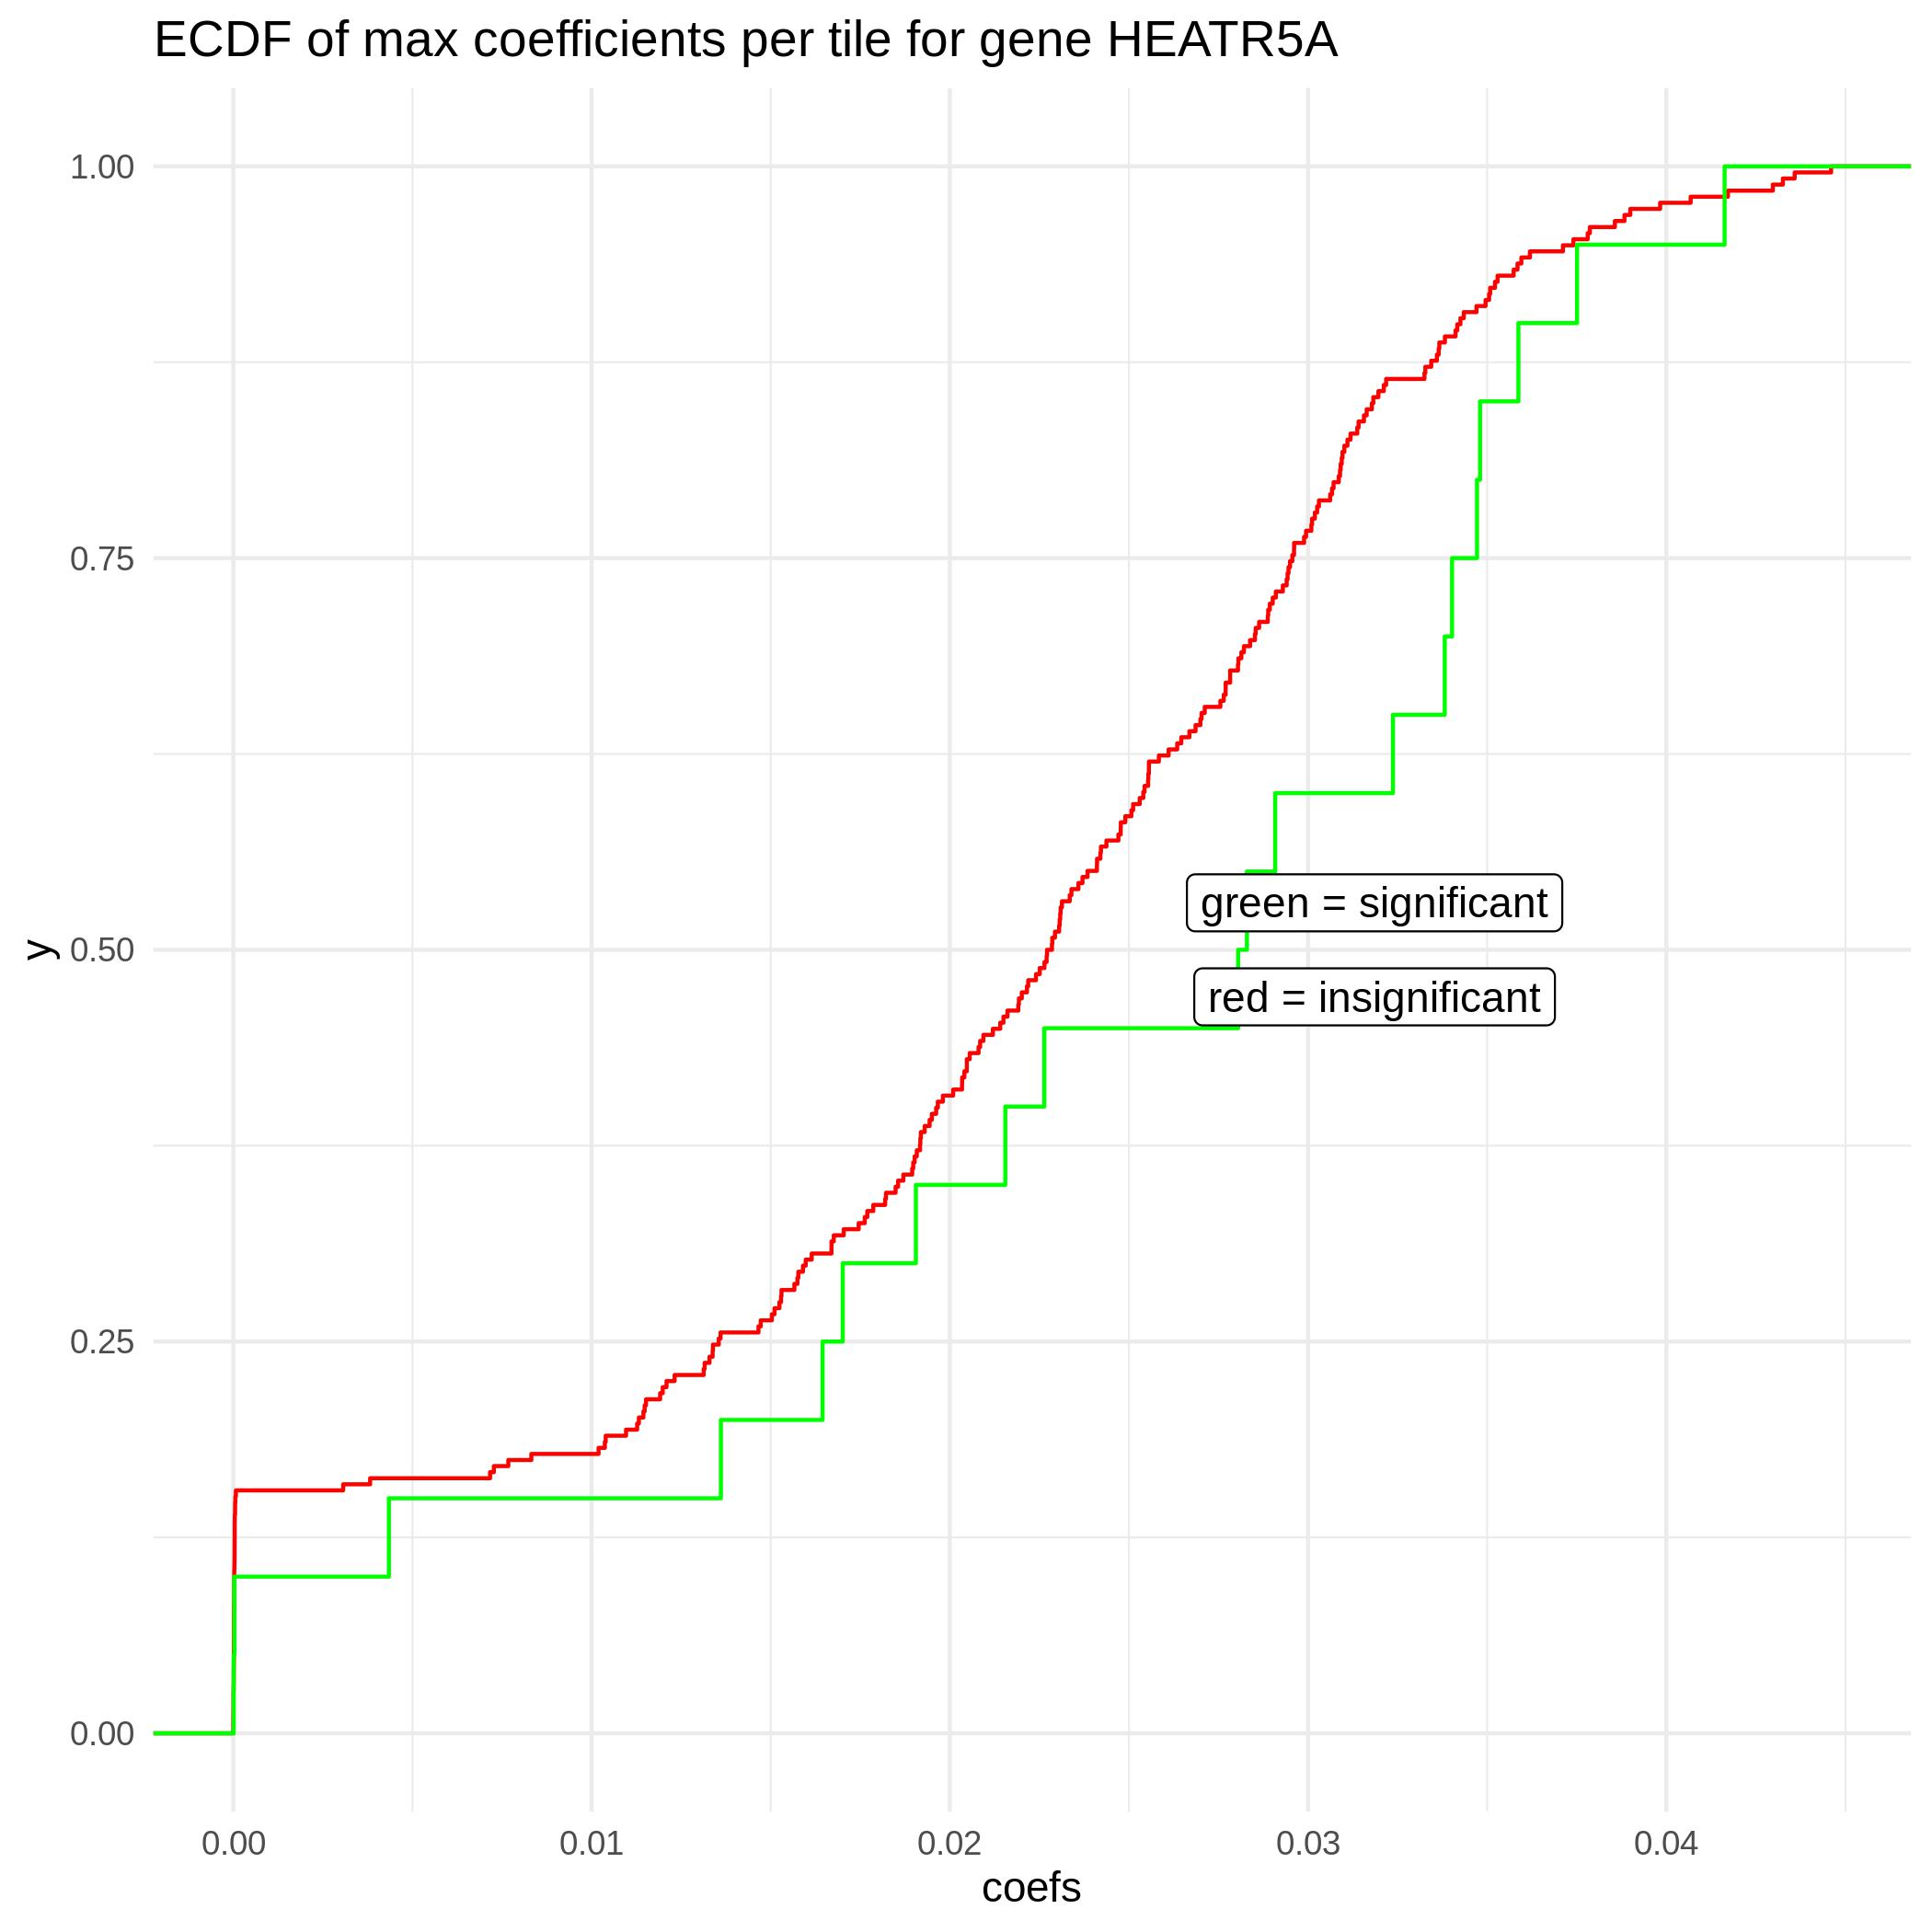 ECDF of max coefficients per tile for gene HEATR5A
1.00
0.75
0.50
0.25
0.00
y
green = significant
red = insignificant
0.00 0.01 0.02 0.03 0.04
coefs